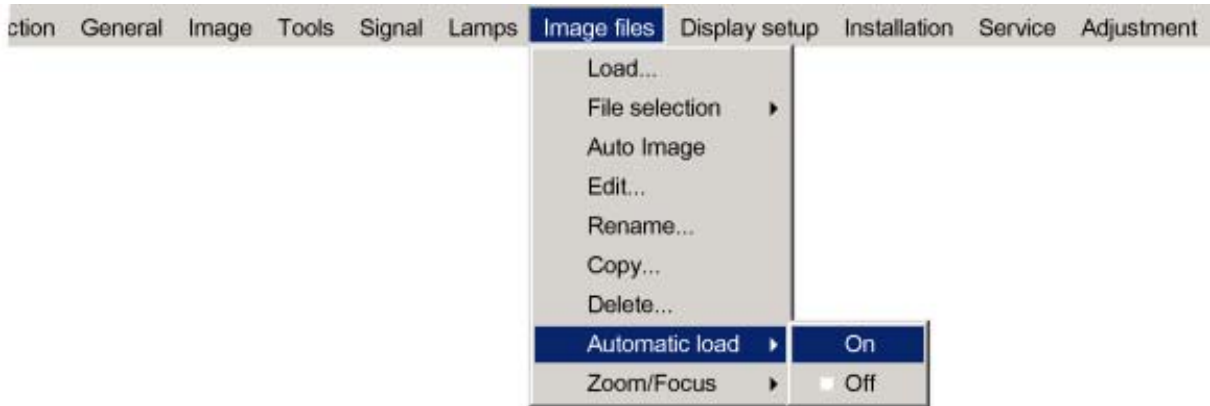 ction General Image Tools Signal Lamps Image files Display setup Installation Service Adjustment
Load...
File selection
Auto Image
Edit...
Rename...
Copy...
Delete...
Automatic load On
Zoom/Focus Off